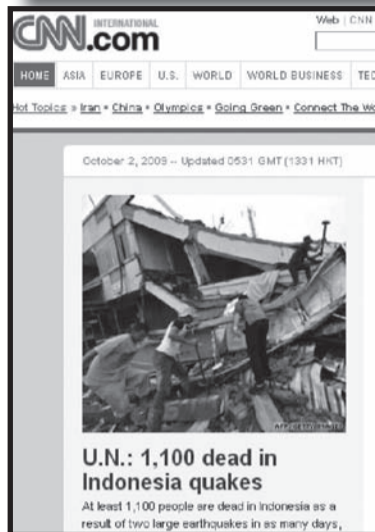 CNN INTERNATIONAL
.com
Web | CNN
HOME ASIA EUROPE U.S. WORLD WORLD BUSINESS TEC
Hot Topics » Iran • China • Olympics • Going Green • Connect The Wo
October 2, 2009 -- Updated 0531 GMT (1331 HKT)
U.N.: 1,100 dead in
Indonesia quakes
At least 1,100 people are dead in Indonesia as a
result of two large earthquakes in as many days,